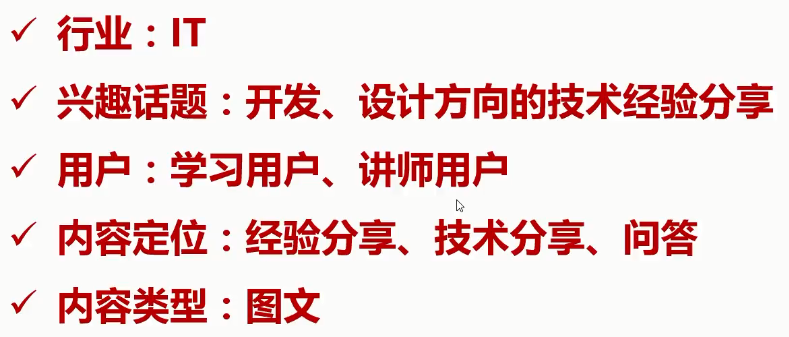 ✓ 行业：IT
✓ 兴趣话题：开发、设计方向的技术经验分享
✓ 用户：学习用户、讲师用户
✓ 内容定位：经验分享、技术分享、问答
✓ 内容类型：图文